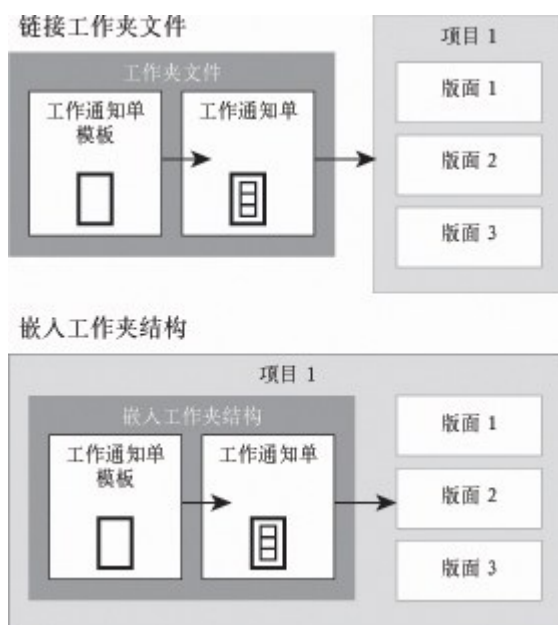 链接工作夹文件
工作夹文件
工作通知单
模板
工作通知单
项目 1
版面 1
版面 2
版面 3
嵌入工作夹结构
项目 1
嵌入工作夹结构
工作通知单
模板
工作通知单
版面 1
版面 2
版面 3